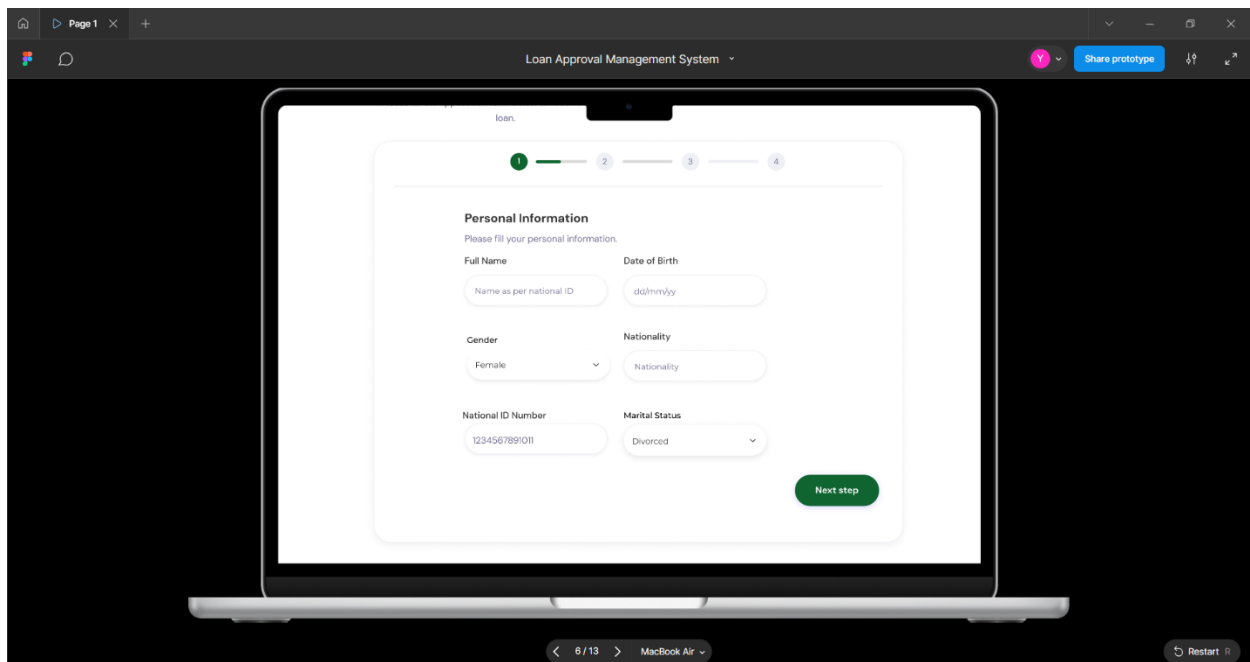 Page 1
Loan Approval Management System
Y
Share prototype
loan.
1 2 3 4
Personal Information
Please fill your personal information.
Full Name Date of Birth
Name as per national ID dd/mm/yy
Gender Nationality
Female Nationality
National ID Number Marital Status
1234567891011 Divorced
Next step
6 / 13 MacBook Air
Restart R